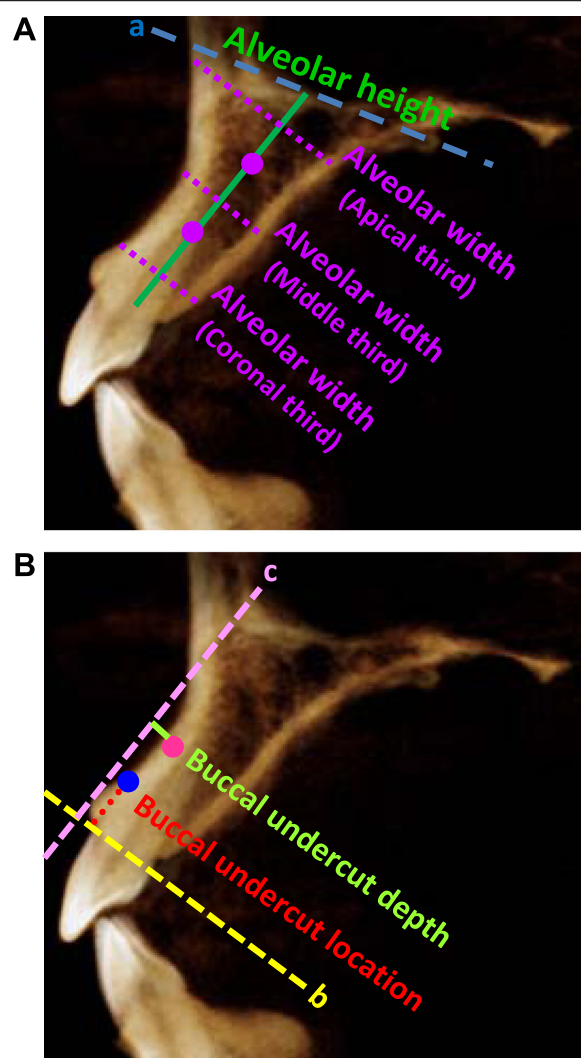 A
a
Alveolar height
Alveolar width
(Apical third)
Alveolar width
(Middle third)
Alveolar width
(Coronal third)
B
c
Buccal undercut depth
Buccal undercut location
b